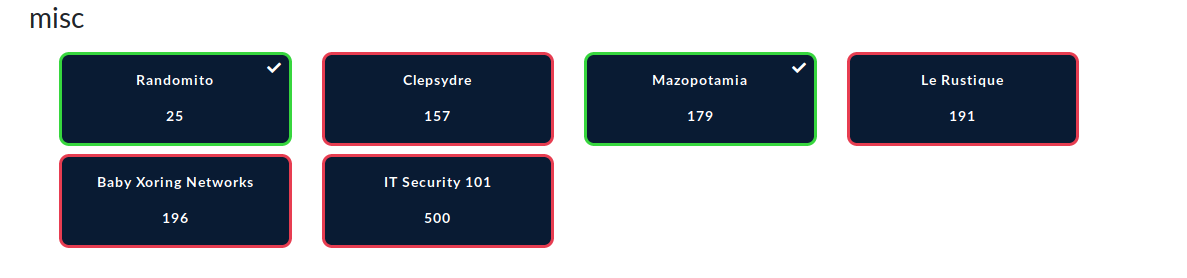 misc
Randomito
25
Clepsydre
157
Mazopotamia
179
Le Rustique
191
Baby Xoring Networks
196
IT Security 101
500